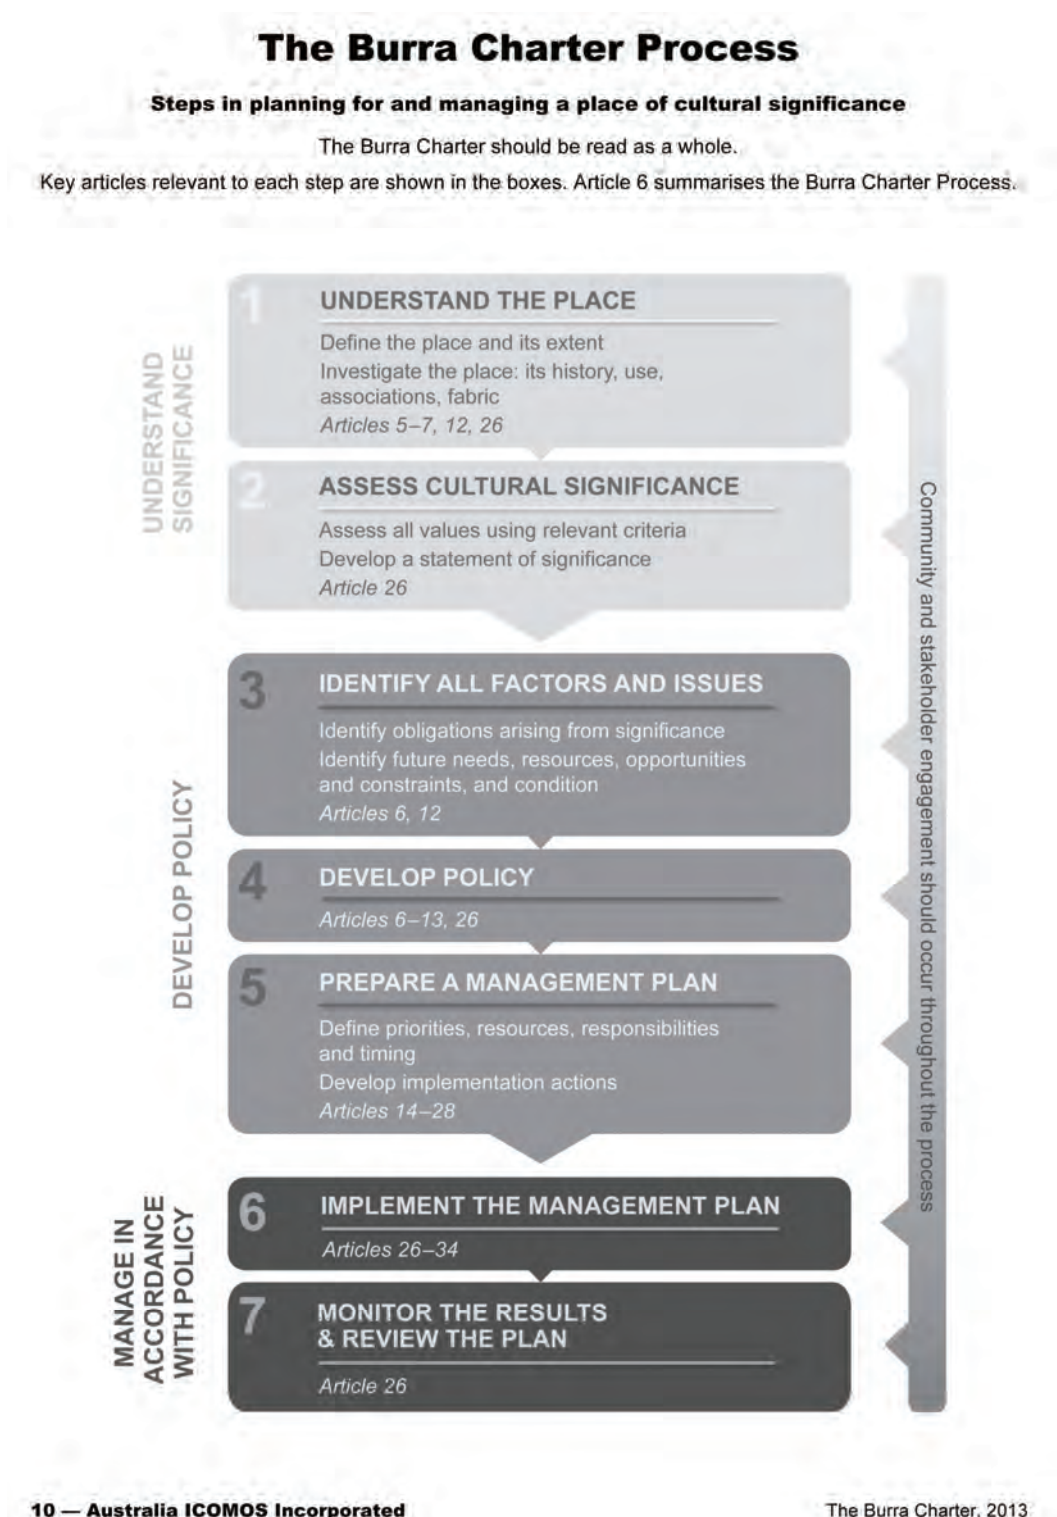 The Burra Charter Process
Steps in planning for and managing a place of cultural significance
The Burra Charter should be read as a whole.
Key articles relevant to each step are shown in the boxes. Article 6 summarises the Burra Charter Process.
UNDERSTAND
SIGNIFICANCE
1
UNDERSTAND THE PLACE
Define the place and its extent
Investigate the place: its history, use,
associations, fabric
Articles 5–7, 12, 26
2
ASSESS CULTURAL SIGNIFICANCE
Assess all values using relevant criteria
Develop a statement of significance
Article 26
DEVELOP POLICY
3
IDENTIFY ALL FACTORS AND ISSUES
Identify obligations arising from significance
Identify future needs, resources, opportunities
and constraints, and condition
Articles 6, 12
4
DEVELOP POLICY
Articles 6–13, 26
5
PREPARE A MANAGEMENT PLAN
Define priorities, resources, responsibilities
and timing
Develop implementation actions
Articles 14–28
MANAGE IN
ACCORDANCE
WITH POLICY
6
IMPLEMENT THE MANAGEMENT PLAN
Articles 26–34
7
MONITOR THE RESULTS
& REVIEW THE PLAN
Article 26
Community and stakeholder engagement should occur throughout the process
10 — Australia ICOMOS Incorporated
The Burra Charter, 2013